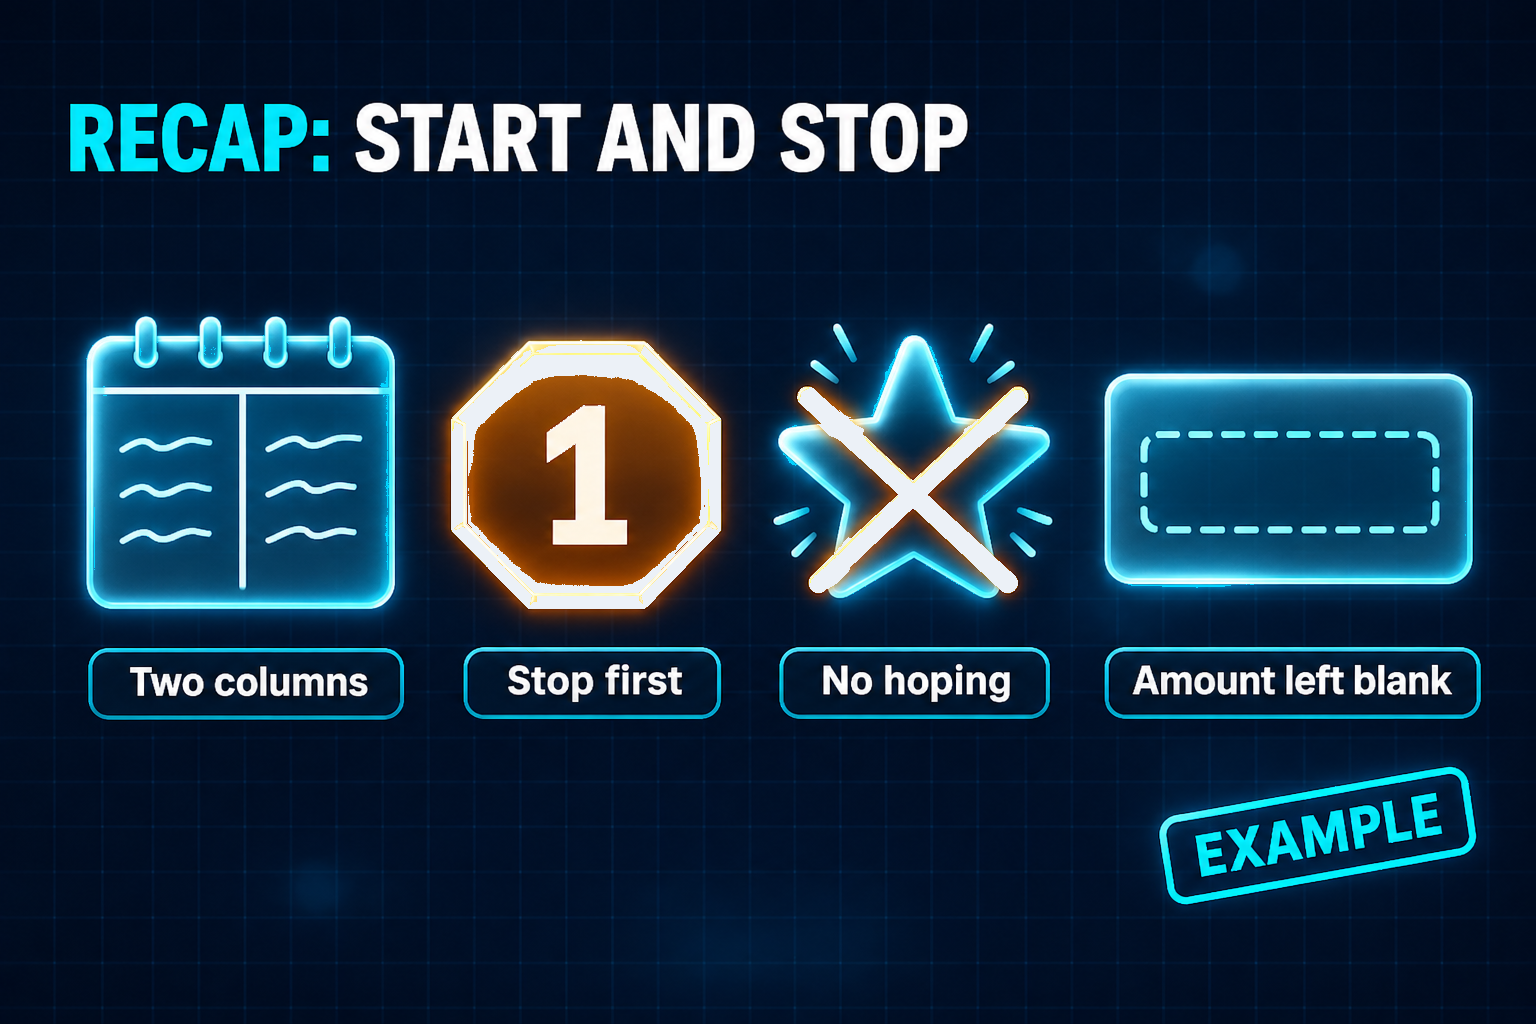 RECAP: START AND STOP
1
Two columns
Stop first
No hoping
Amount left blank
EXAMPLE